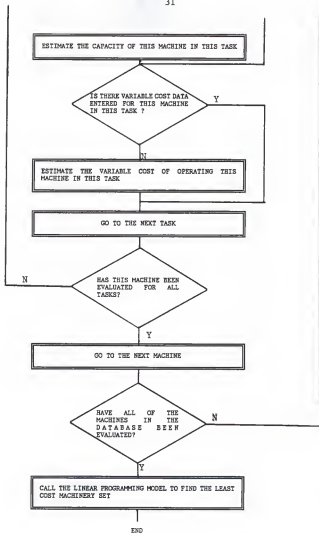 31
ESTIMATE THE CAPACITY OF THIS MACHINE IN THIS TASK
IS THERE VARIABLE COST DATA
ENTERED FOR THIS MACHINE
IN THIS TASK ?
Y
N
ESTIMATE THE VARIABLE COST OF OPERATING THIS
MACHINE IN THIS TASK
GO TO THE NEXT TASK
N
HAS THIS MACHINE BEEN
EVALUATED FOR ALL
TASKS?
Y
GO TO THE NEXT MACHINE
HAVE ALL OF THE
MACHINES IN THE
DATABASE BEEN
EVALUATED?
N
Y
CALL THE LINEAR PROGRAMMING MODEL TO FIND THE LEAST
COST MACHINERY SET
END